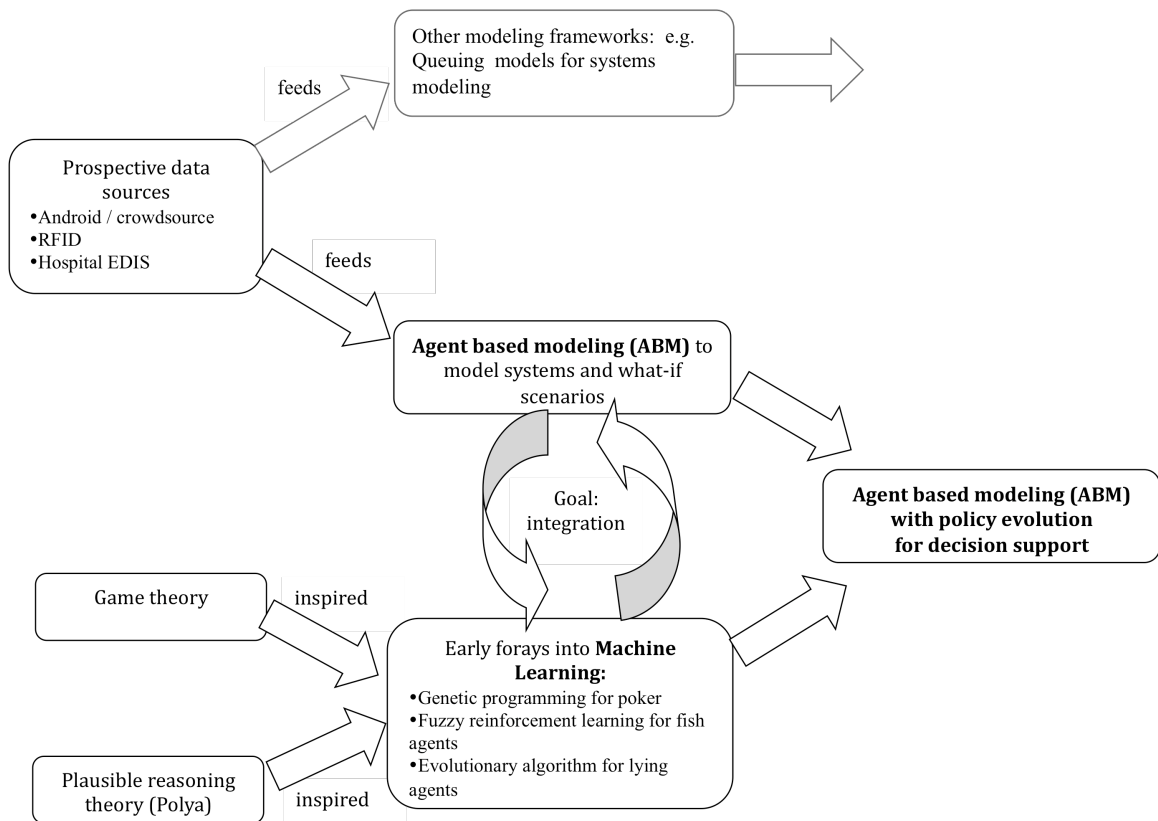 Other modeling frameworks: e.g.
Queuing models for systems
modeling
feeds
Prospective data
sources
•Android / crowdsource
•RFID
•Hospital EDIS
feeds
Agent based modeling (ABM) to
model systems and what-if
scenarios
Goal:
integration
Agent based modeling (ABM)
with policy evolution
for decision support
Game theory
inspired
Early forays into Machine
Learning:
•Genetic programming for poker
•Fuzzy reinforcement learning for fish
agents
•Evolutionary algorithm for lying
agents
Plausible reasoning
theory (Polya)
inspired